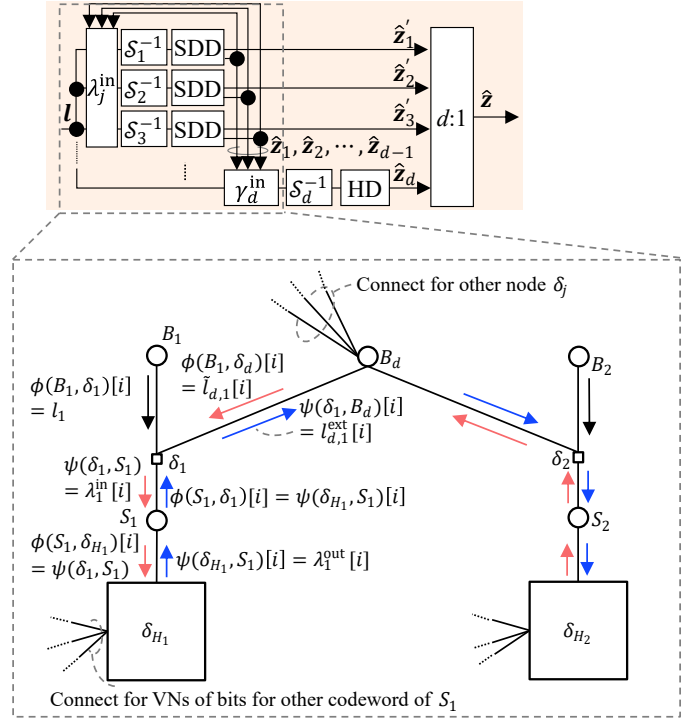 l
λ_j^in
𝒮_1^{-1} SDD ẑ'_1
𝒮_2^{-1} SDD ẑ'_2
𝒮_3^{-1} SDD ẑ'_3
d:1
ẑ
ẑ_1, ẑ_2, ⋯, ẑ_{d−1}
γ_d^in 𝒮_d^{-1} HD ẑ_d
Connect for other node δ_j
B_1
B_d
B_2
ϕ(B_1, δ_1)[i]
= l_1
ϕ(B_1, δ_d)[i]
= l̃_{d,1}[i]
ψ(δ_1, B_d)[i]
= l_{d,1}^ext[i]
δ_1
δ_2
ψ(δ_1, S_1)
= λ_1^in[i]
ϕ(S_1, δ_1)[i] = ψ(δ_{H_1}, S_1)[i]
S_1
S_2
ϕ(S_1, δ_{H_1})[i]
= ψ(δ_1, S_1)
ψ(δ_{H_1}, S_1)[i] = λ_1^out[i]
δ_{H_1}
δ_{H_2}
Connect for VNs of bits for other codeword of S_1